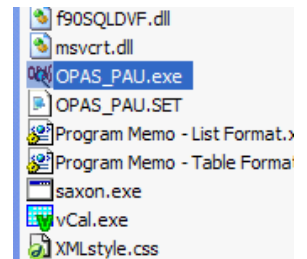 f90SQLDVF.dll
msvcrt.dll
OPAS_PAU.exe
OPAS_PAU.SET
Program Memo - List Format.x
Program Memo - Table Format
saxon.exe
vCal.exe
XMLstyle.css